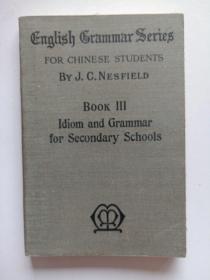 English Grammar Series
FOR CHINESE STUDENTS
BY J. C. NESFIELD
BOOK III
Idiom and Grammar
for Secondary Schools